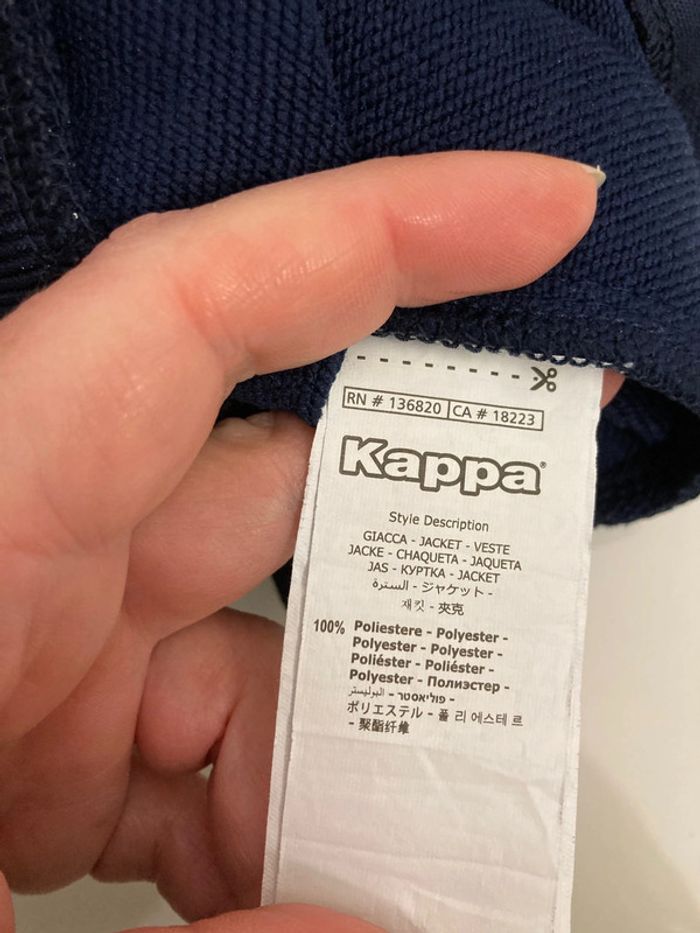 RN # 136820 CA # 18223
Kappa®
Style Description
GIACCA - JACKET - VESTE
JACKE - CHAQUETA - JAQUETA
JAS - КУРТКА - JACKET
السترة - ジャケット -
재킷 - 夾克
100% Poliestere - Polyester -
Polyester - Polyester -
Poliéster - Poliéster -
Polyester - Полиэстер -
البوليستر - פוליאסטר -
ポリエステル - 폴 리 에스테 르
- 聚酯纤维